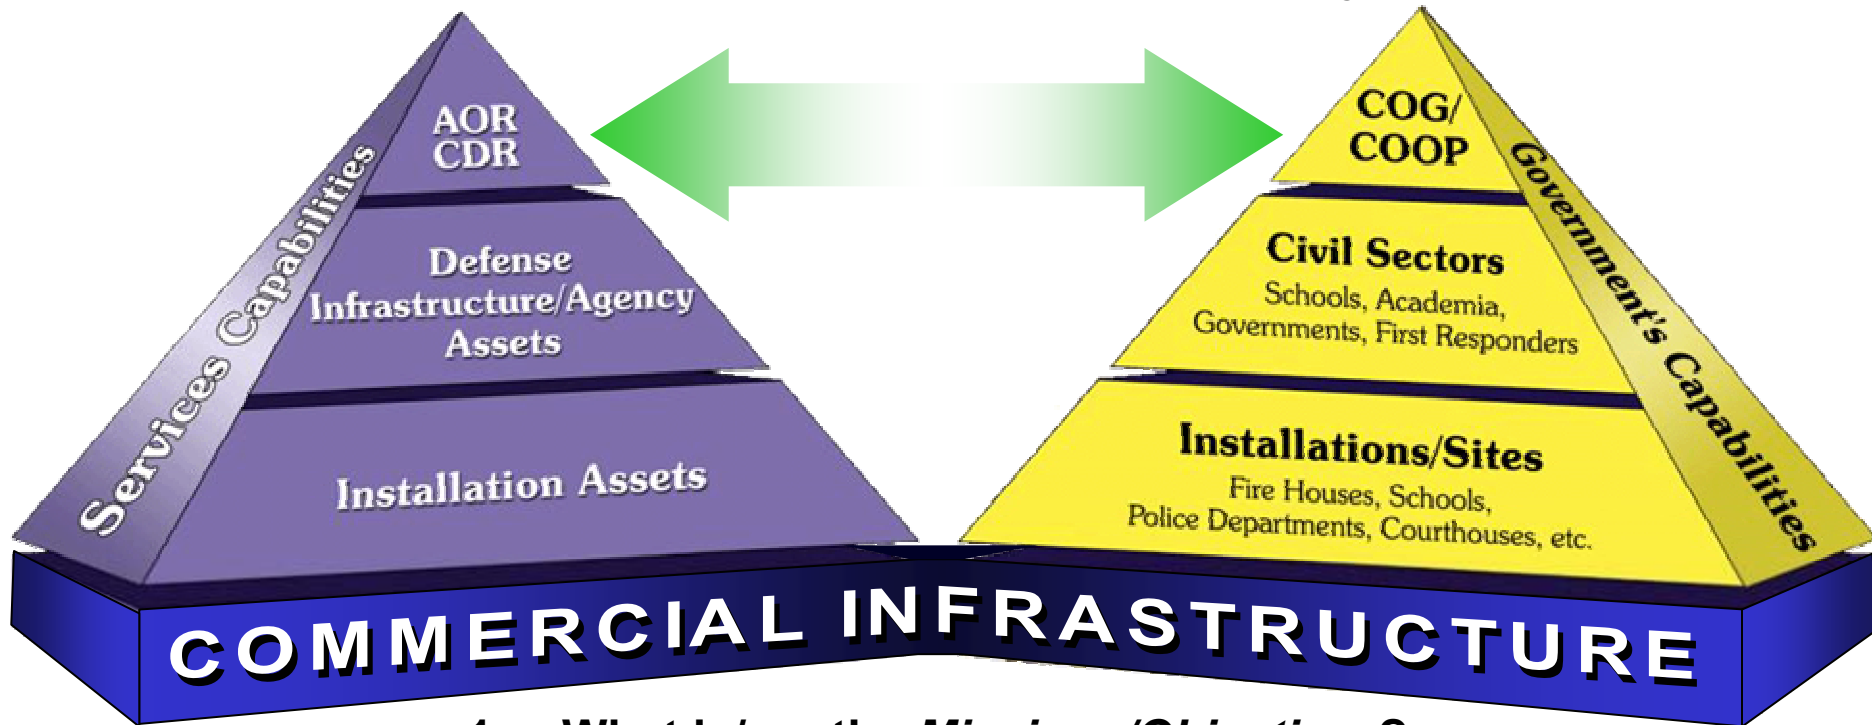 AOR
CDR
Services Capabilities
Defense
Infrastructure/Agency
Assets
Installation Assets
COG/
COOP
Government's Capabilities
Civil Sectors
Schools, Academia,
Governments, First Responders
Installations/Sites
Fire Houses, Schools,
Police Departments, Courthouses, etc.
COMMERCIAL INFRASTRUCTURE